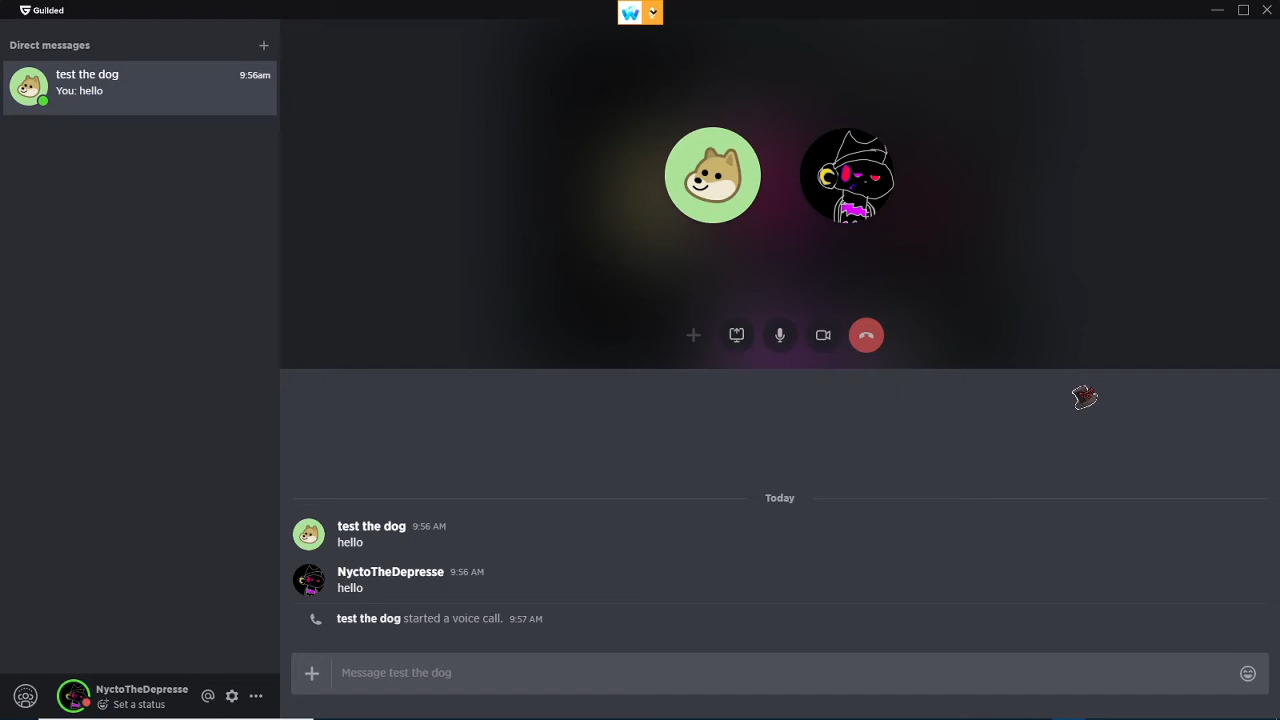 Guilded
Direct messages
test the dog 9:56am
You: hello
Today
test the dog 9:56 AM
hello
NyctoTheDepresse 9:56 AM
hello
test the dog started a voice call. 9:57 AM
Message test the dog
NyctoTheDepresse
Set a status